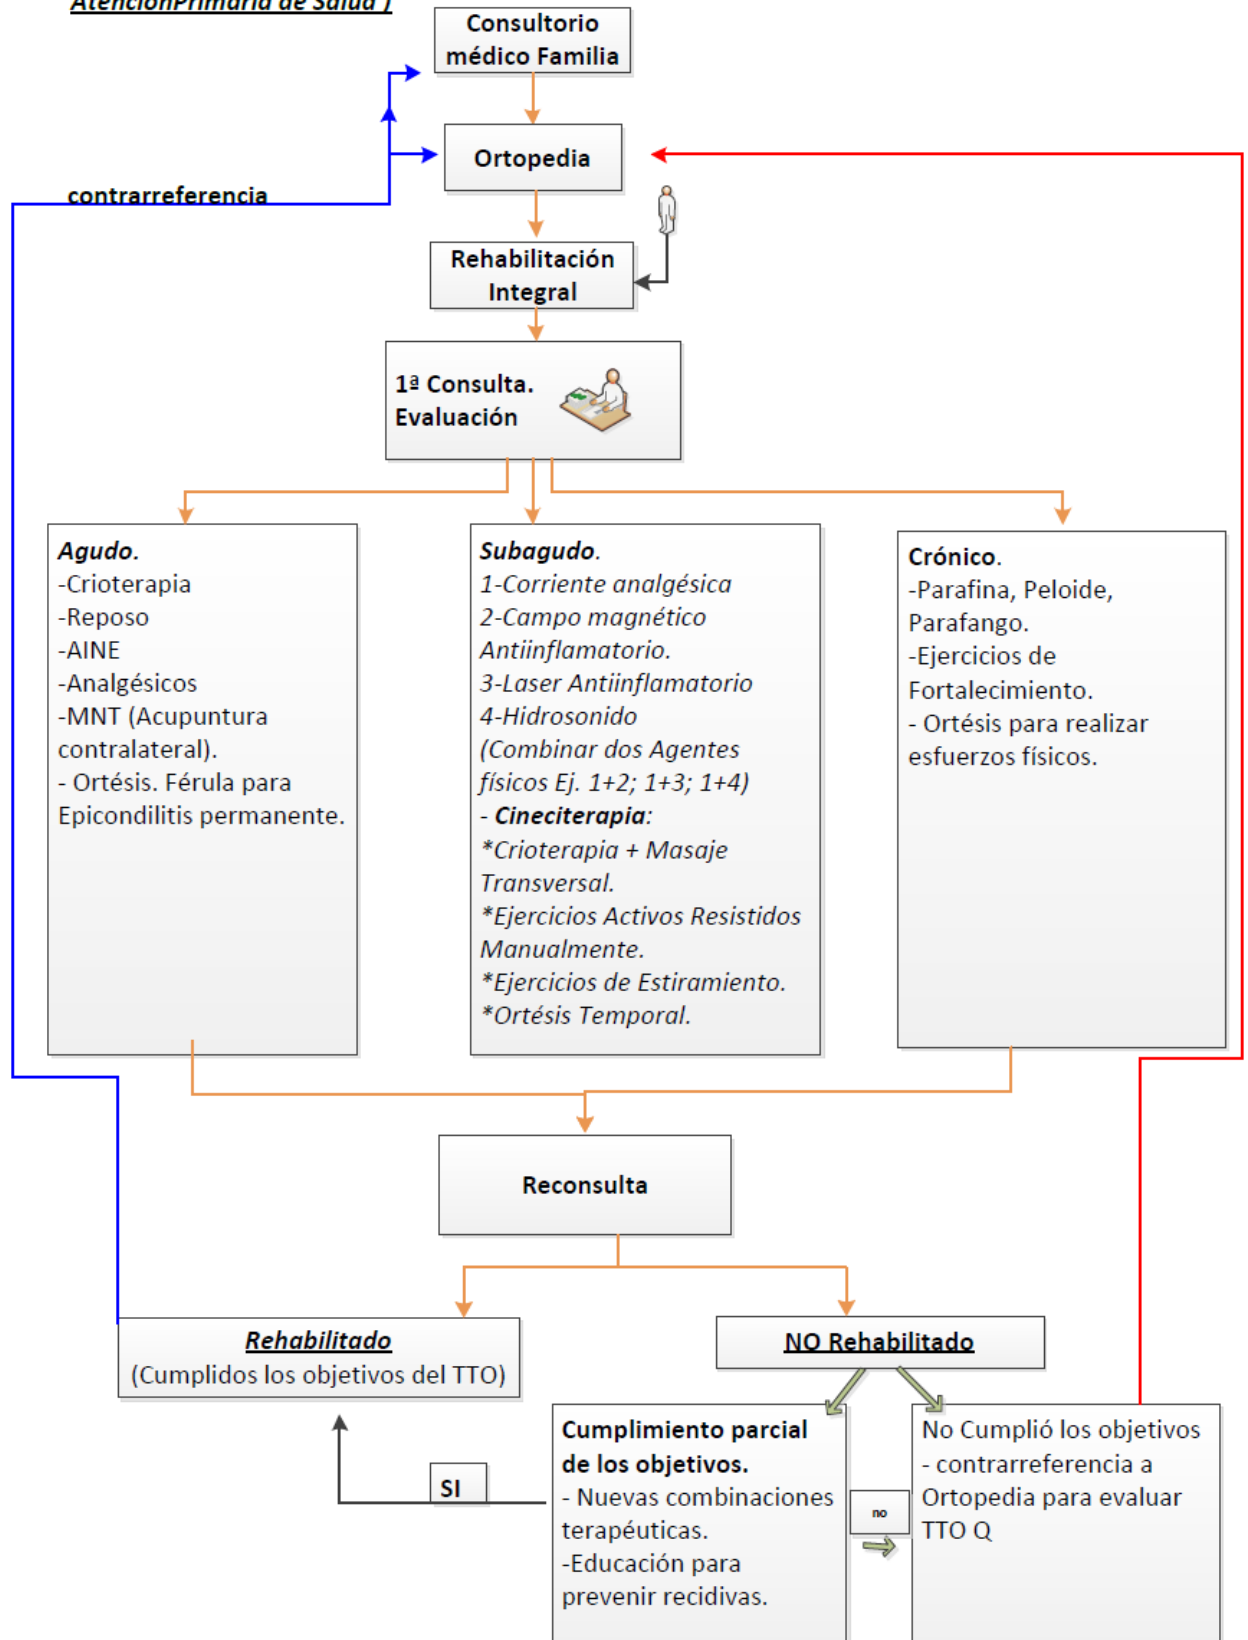 AtenciónPrimaria de Salud )
Consultorio
médico Familia
Ortopedia
contrarreferencia
Rehabilitación
Integral
1ª Consulta.
Evaluación
Agudo.
-Crioterapia
-Reposo
-AINE
-Analgésicos
-MNT (Acupuntura
contralateral).
- Ortésis. Férula para
Epicondilitis permanente.
Subagudo.
1-Corriente analgésica
2-Campo magnético
Antiinflamatorio.
3-Laser Antiinflamatorio
4-Hidrosonido
(Combinar dos Agentes
físicos Ej. 1+2; 1+3; 1+4)
- Cineciterapia:
*Crioterapia + Masaje
Transversal.
*Ejercicios Activos Resistidos
Manualmente.
*Ejercicios de Estiramiento.
*Ortésis Temporal.
Crónico.
-Parafina, Peloide,
Parafango.
-Ejercicios de
Fortalecimiento.
- Ortésis para realizar
esfuerzos físicos.
Reconsulta
Rehabilitado
(Cumplidos los objetivos del TTO)
NO Rehabilitado
SI
Cumplimiento parcial
de los objetivos.
- Nuevas combinaciones
terapéuticas.
-Educación para
prevenir recidivas.
no
No Cumplió los objetivos
- contrarreferencia a
Ortopedia para evaluar
TTO Q